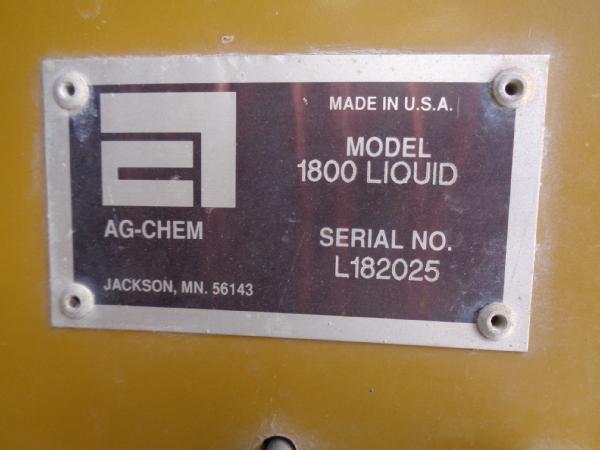 MADE IN U.S.A.
MODEL
1800 LIQUID
AG-CHEM
SERIAL NO.
L182025
JACKSON, MN. 56143